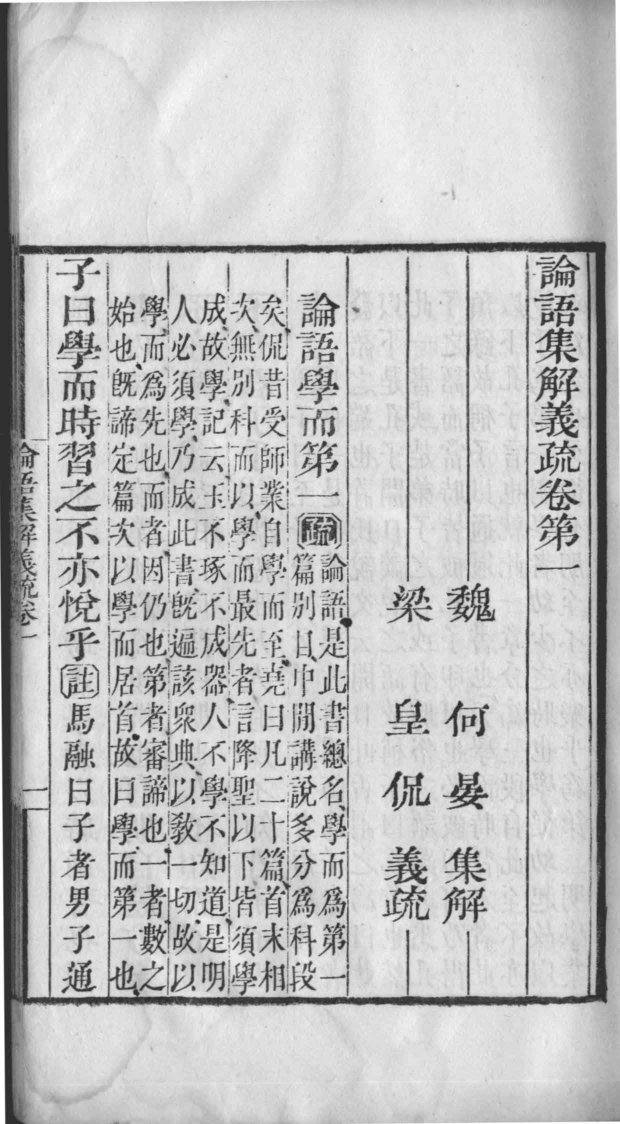 論語集解義疏卷第一
魏 何晏 集解
梁 皇侃 義疏
論語學而第一疏論語是此書總名學而爲第一
篇別目中閒講說多分爲科段
矣侃昔受師業自學而至堯曰凡二十篇首末相
次無別科而以學而最先者言降聖以下皆須學
成故學記云玉不琢不成器人不學不知道是明
人必須學乃成此書旣遍該衆典以教一切故以
學而爲先也而者因仍也第者審諦也一者數之
始也旣諦定篇次以學而居首故曰學而第一也
子曰學而時習之不亦悅乎註馬融曰子者男子通
論語集解義疏卷一
一